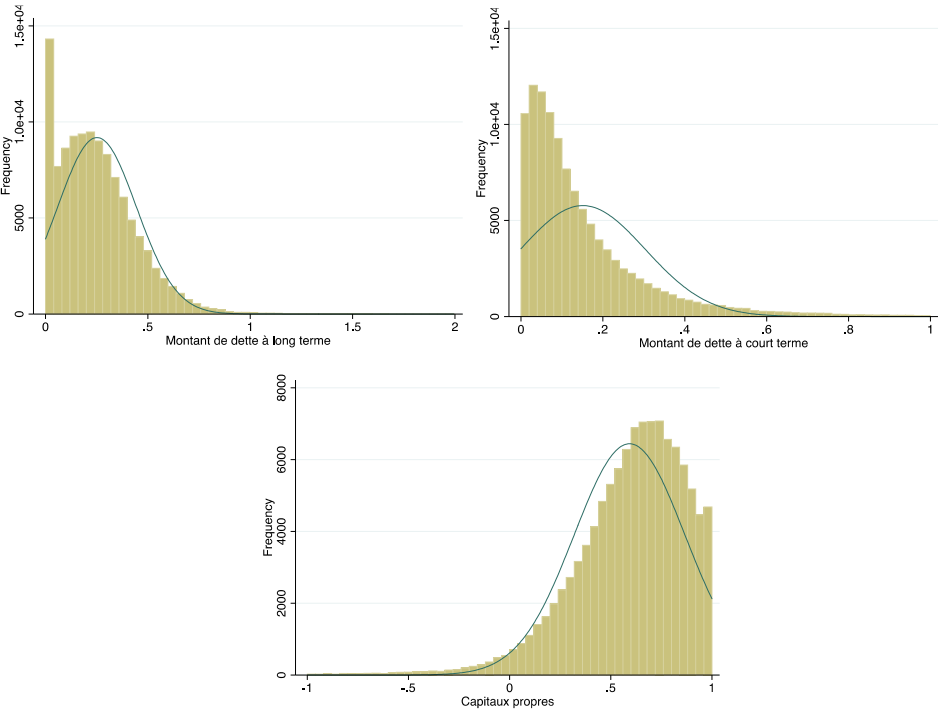 1.5e+04
1.0e+04
5000
0
Frequency
0 .5 1 1.5 2
Montant de dette à long terme
1.5e+04
1.0e+04
5000
0
Frequency
0 .2 .4 .6 .8 1
Montant de dette à court terme
8000
6000
4000
2000
0
Frequency
-1 -.5 0 .5 1
Capitaux propres